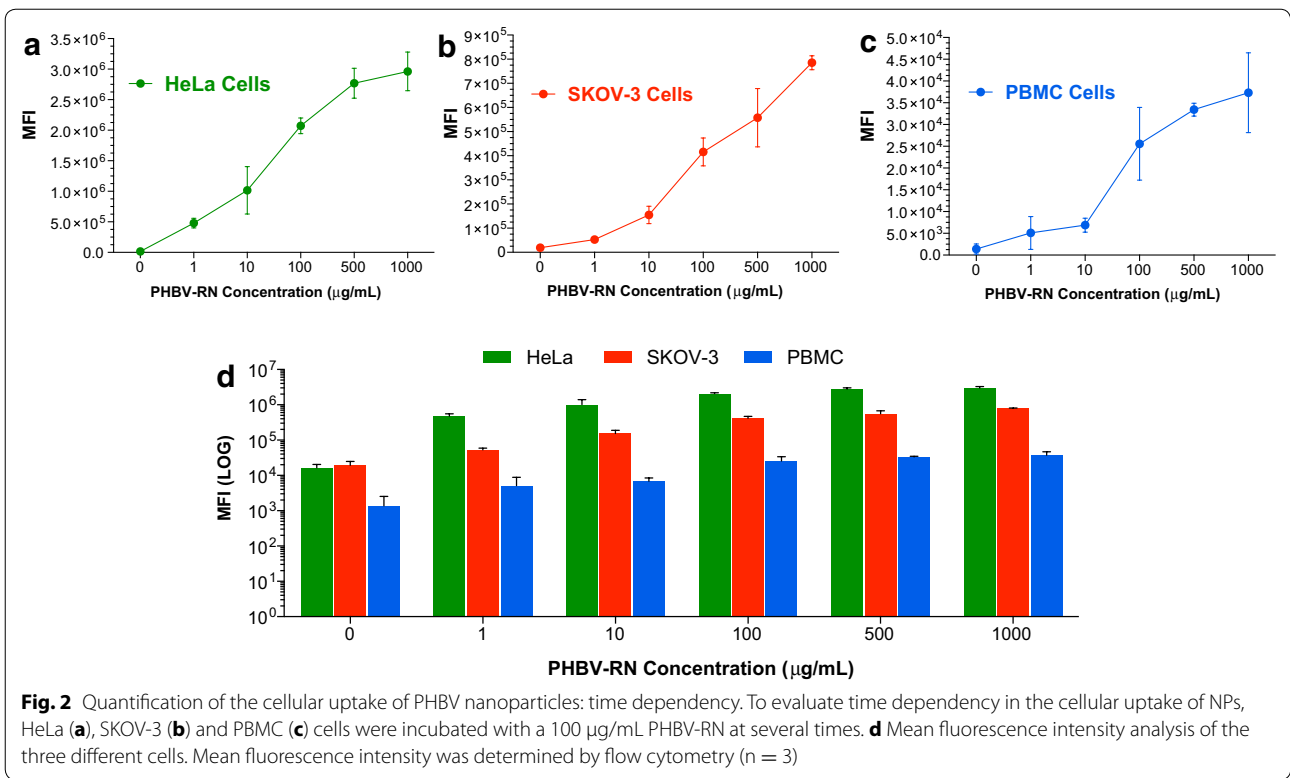 a
3.5×10⁶
3.0×10⁶
2.5×10⁶
2.0×10⁶
1.5×10⁶
1.0×10⁶
5.0×10⁵
0.0
MFI
HeLa Cells
0 1 10 100 500 1000
PHBV-RN Concentration (µg/mL)
b
9×10⁵
8×10⁵
7×10⁵
6×10⁵
5×10⁵
4×10⁵
3×10⁵
2×10⁵
1×10⁵
0
MFI
SKOV-3 Cells
0 1 10 100 500 1000
PHBV-RN Concentration (µg/mL)
c
5.0×10⁴
4.0×10⁴
4.0×10⁴
3.5×10⁴
3.0×10⁴
2.5×10⁴
2.0×10⁴
1.5×10⁴
1.0×10⁴
5.0×10³
0.0
MFI
PBMC Cells
0 1 10 100 500 1000
PHBV-RN Concentration (µg/mL)
d
HeLa SKOV-3 PBMC
10⁷
10⁶
10⁵
10⁴
10³
10²
10¹
10⁰
MFI (LOG)
0 1 10 100 500 1000
PHBV-RN Concentration (µg/mL)
Fig. 2 Quantification of the cellular uptake of PHBV nanoparticles: time dependency. To evaluate time dependency in the cellular uptake of NPs,
HeLa (a), SKOV-3 (b) and PBMC (c) cells were incubated with a 100 µg/mL PHBV-RN at several times. d Mean fluorescence intensity analysis of the
three different cells. Mean fluorescence intensity was determined by flow cytometry (n = 3)